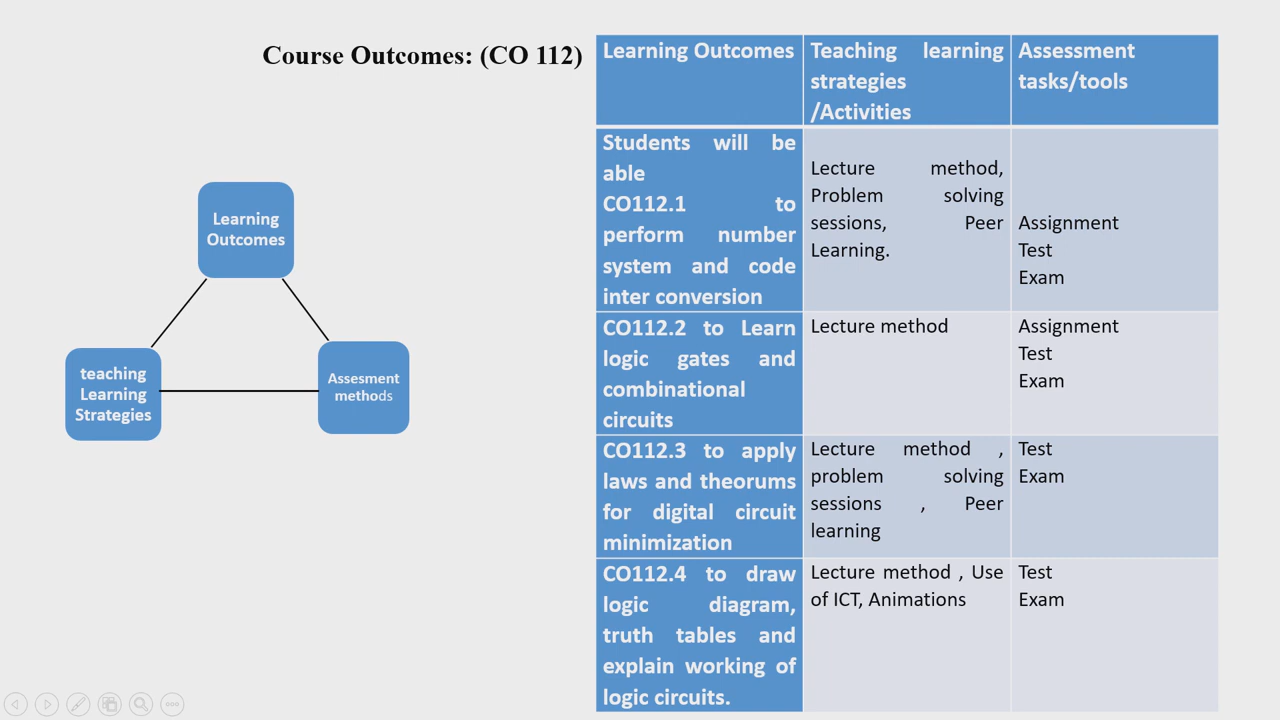 Course Outcomes: (CO 112)
Learning
Outcomes
teaching
Learning
Strategies
Assesment
methods
Learning Outcomes
Teaching learning
strategies
/Activities
Assessment
tasks/tools
Students will be
able
CO112.1 to
perform number
system and code
inter conversion
Lecture method,
Problem solving
sessions, Peer
Learning.
Assignment
Test
Exam
CO112.2 to Learn
logic gates and
combinational
circuits
Lecture method
Assignment
Test
Exam
CO112.3 to apply
laws and theorums
for digital circuit
minimization
Lecture method ,
problem solving
sessions , Peer
learning
Test
Exam
CO112.4 to draw
logic diagram,
truth tables and
explain working of
logic circuits.
Lecture method , Use
of ICT, Animations
Test
Exam